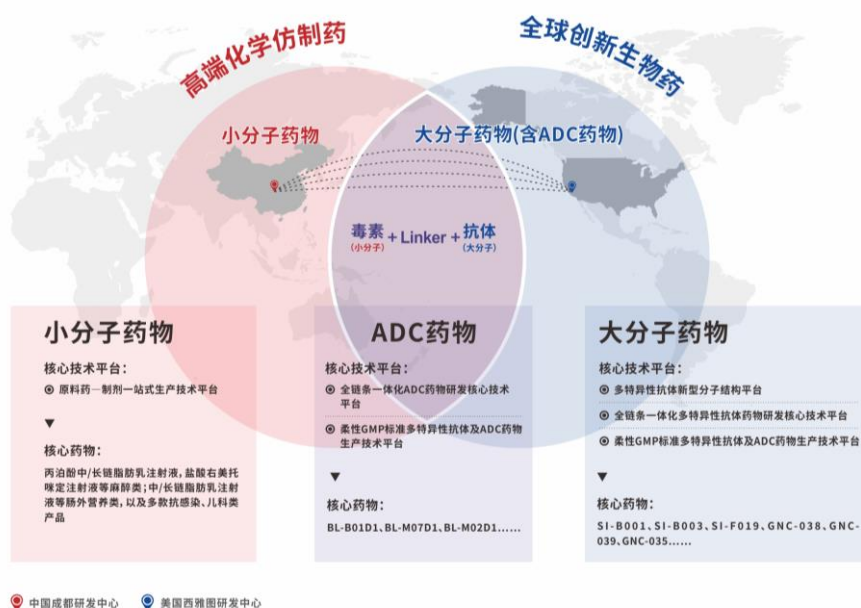 高端化学仿制药
全球创新生物药
小分子药物
大分子药物(含ADC药物)
毒素 + Linker + 抗体
(小分子) (大分子)
小分子药物
核心技术平台:
原料药—制剂一站式生产技术平台
核心药物:
丙泊酚中/长链脂肪乳注射液,盐酸右美托
咪定注射液等麻醉类;中/长链脂肪乳注射
液等肠外营养类,以及多款抗感染、儿科类
产品
ADC药物
核心技术平台:
全链条一体化ADC药物研发核心技术
平台
柔性GMP标准多特异性抗体及ADC药物
生产技术平台
核心药物:
BL-B01D1、BL-M07D1、BL-M02D1……
大分子药物
核心技术平台:
多特异性抗体新型分子结构平台
全链条一体化多特异性抗体药物研发核心技术平台
柔性GMP标准多特异性抗体及ADC药物生产技术平台
核心药物:
SI-B001、SI-B003、SI-F019、GNC-038、GNC-
039、GNC-035……
中国成都研发中心 美国西雅图研发中心